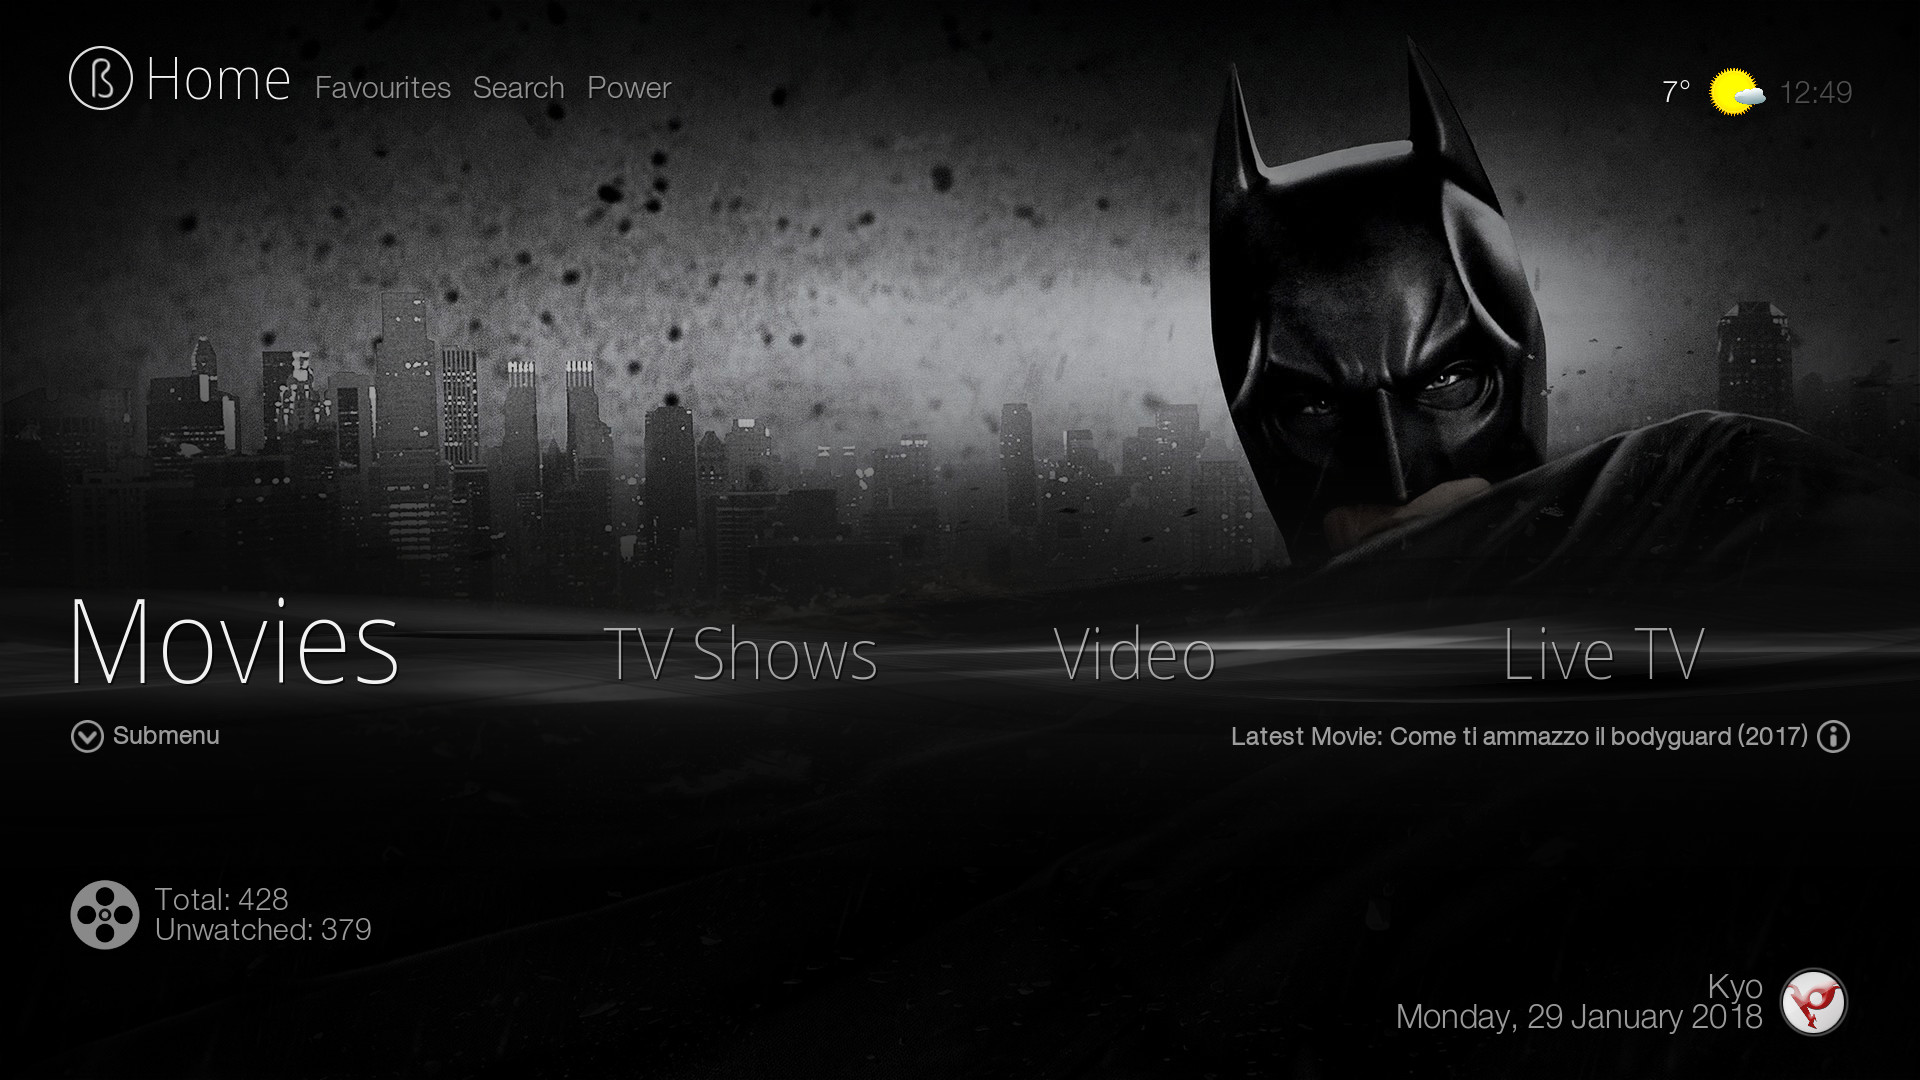 ß Home Favourites Search Power
7° 12:49
Movies TV Shows Video Live TV
Submenu
Latest Movie: Come ti ammazzo il bodyguard (2017)
Total: 428
Unwatched: 379
Kyo
Monday, 29 January 2018